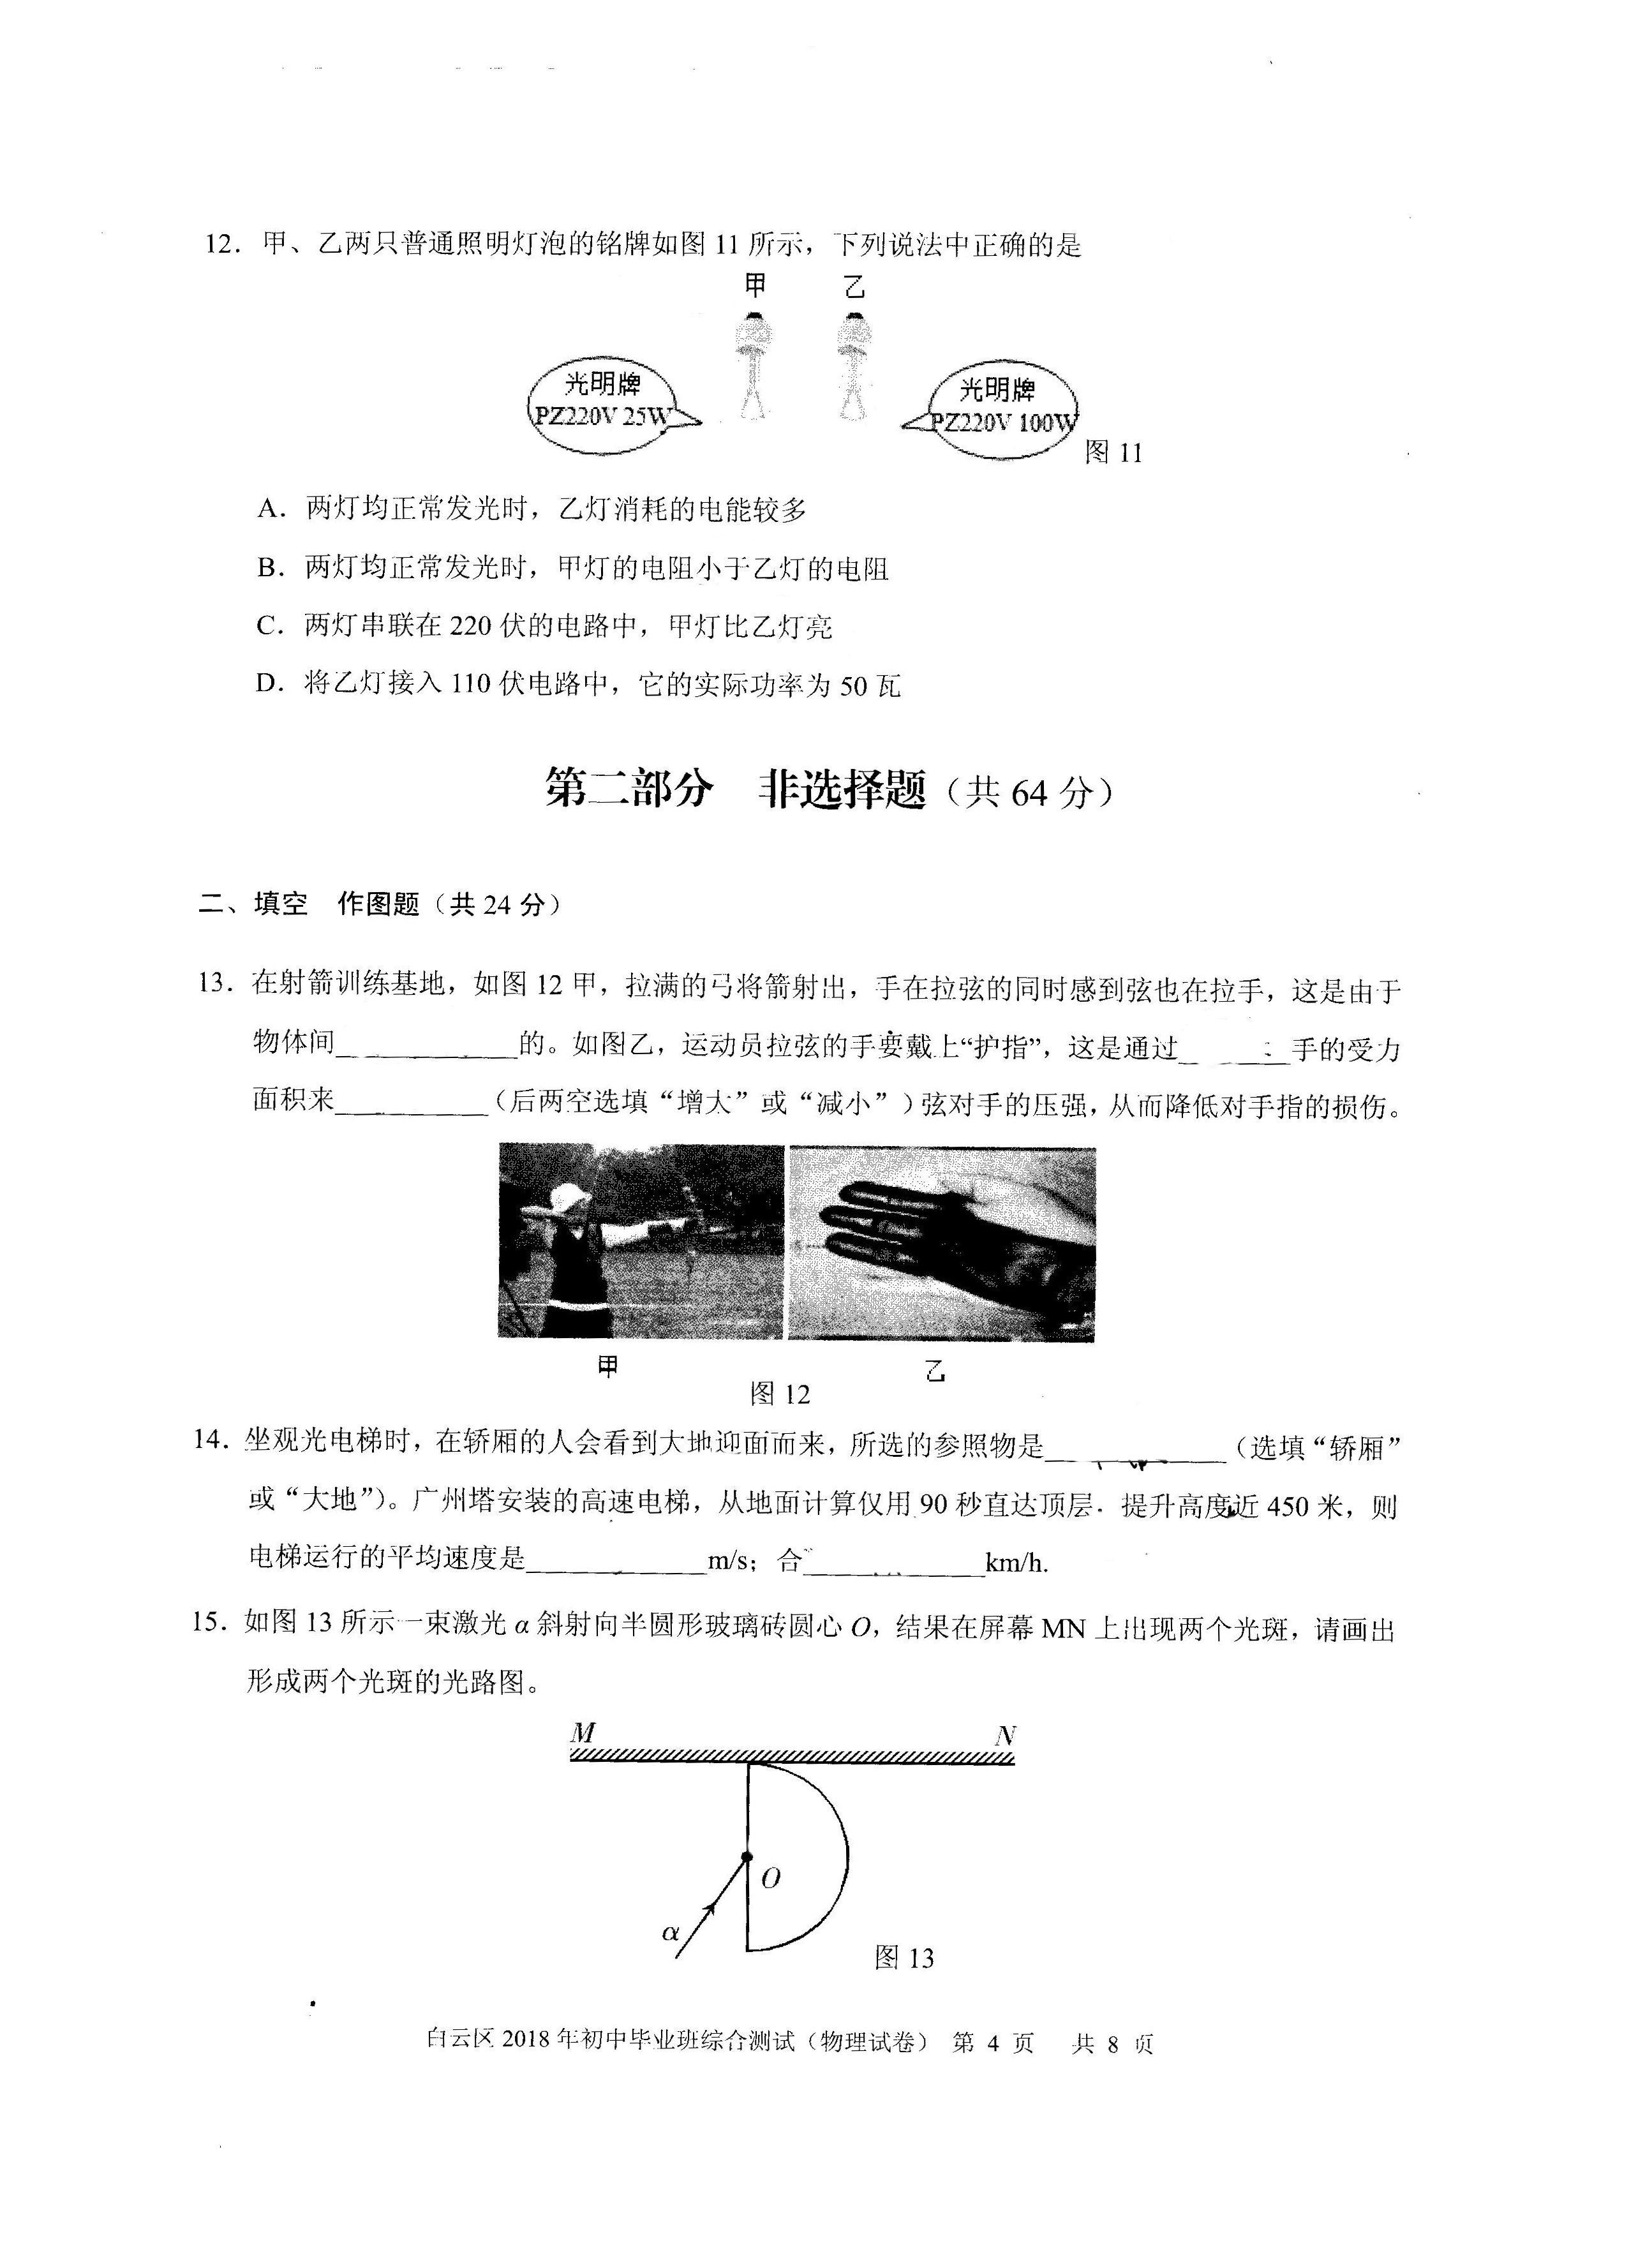 12. 甲、乙两只普通照明灯泡的铭牌如图 11 所示，下列说法中正确的是
甲 乙
光明牌
PZ220V 25W
光明牌
PZ220V 100W
图 11
A. 两灯均正常发光时，乙灯消耗的电能较多
B. 两灯均正常发光时，甲灯的电阻小于乙灯的电阻
C. 两灯串联在 220 伏的电路中，甲灯比乙灯亮
D. 将乙灯接入 110 伏电路中，它的实际功率为 50 瓦
第二部分 非选择题（共 64 分）
二、填空 作图题（共 24 分）
13. 在射箭训练基地，如图 12 甲，拉满的弓将箭射出，手在拉弦的同时感到弦也在拉手，这是由于
物体间____________的。如图乙，运动员拉弦的手要戴上“护指”，这是通过________手的受力
面积来__________（后两空选填“增大”或“减小”）弦对手的压强，从而降低对手指的损伤。
甲 乙
图 12
14. 坐观光电梯时，在轿厢的人会看到大地迎面而来，所选的参照物是____________（选填“轿厢”
或“大地”）。广州塔安装的高速电梯，从地面计算仅用 90 秒直达顶层．提升高度近 450 米，则
电梯运行的平均速度是____________m/s；合____________km/h.
15. 如图 13 所示一束激光 α 斜射向半圆形玻璃砖圆心 O，结果在屏幕 MN 上出现两个光斑，请画出
形成两个光斑的光路图。
M N
O
α
图 13
白云区 2018 年初中毕业班综合测试（物理试卷） 第 4 页 共 8 页